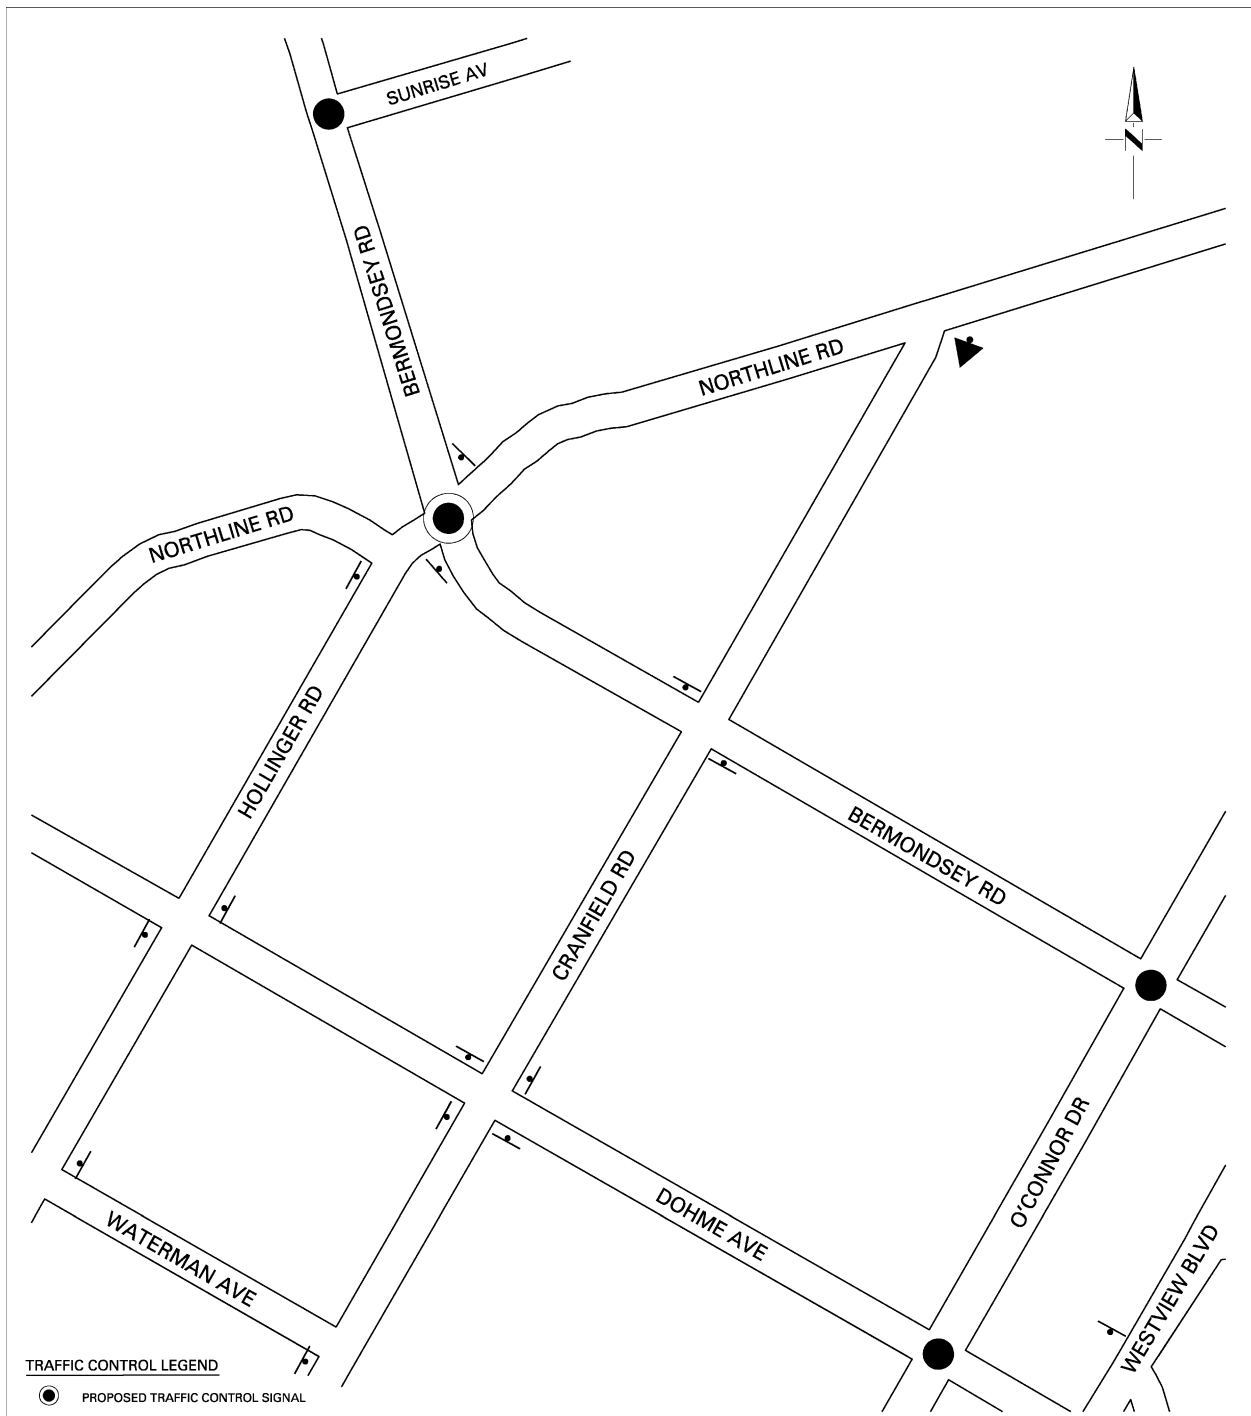 SUNRISE AV
BERMONDSEY RD
N
NORTHLINE RD
NORTHLINE RD
HOLLINGER RD
BERMONDSEY RD
CRANFIELD RD
O'CONNOR DR
DOHME AVE
WATERMAN AVE
WESTVIEW BLVD
TRAFFIC CONTROL LEGEND
PROPOSED TRAFFIC CONTROL SIGNAL